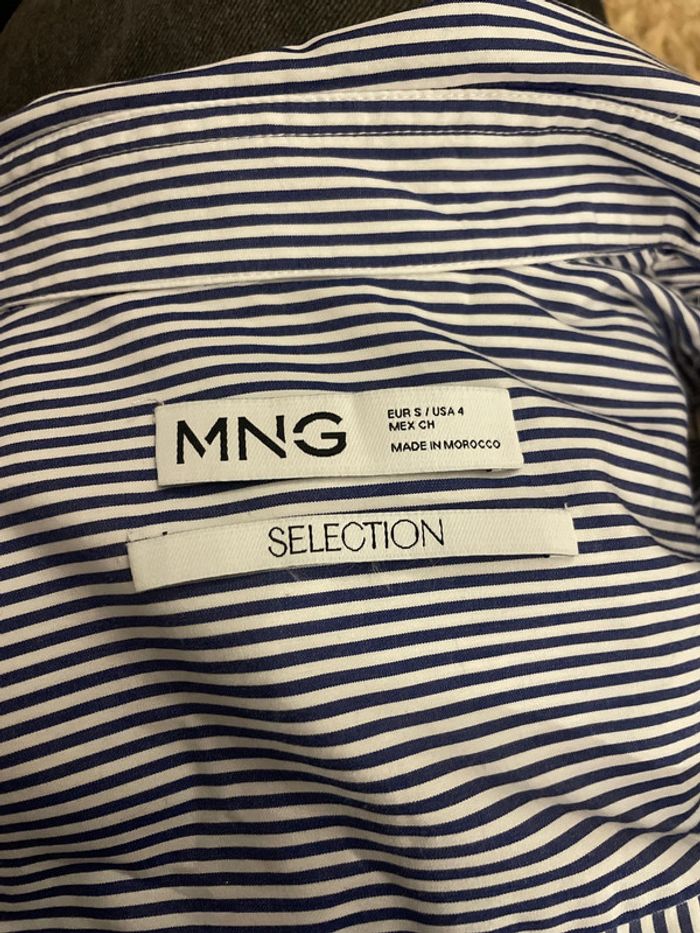 MNG
EUR S / USA 4
MEX CH
MADE IN MOROCCO
SELECTION